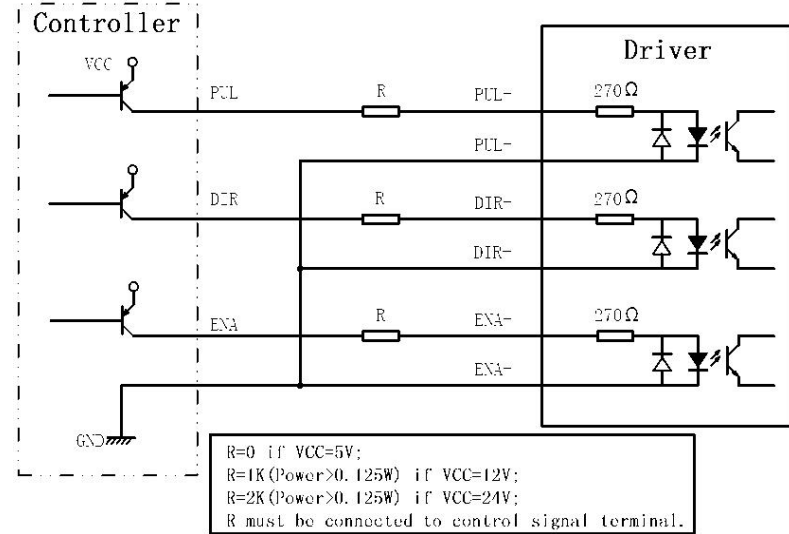 Controller
Driver
VCC
PUL
R
PUL-
270Ω
PUL-
DIR
R
DIR-
270Ω
DIR-
ENA
R
ENA-
270Ω
ENA-
GND
R=0 if VCC=5V;
R=1K(Power>0.125W) if VCC=12V;
R=2K(Power>0.125W) if VCC=24V;
R must be connected to control signal terminal.